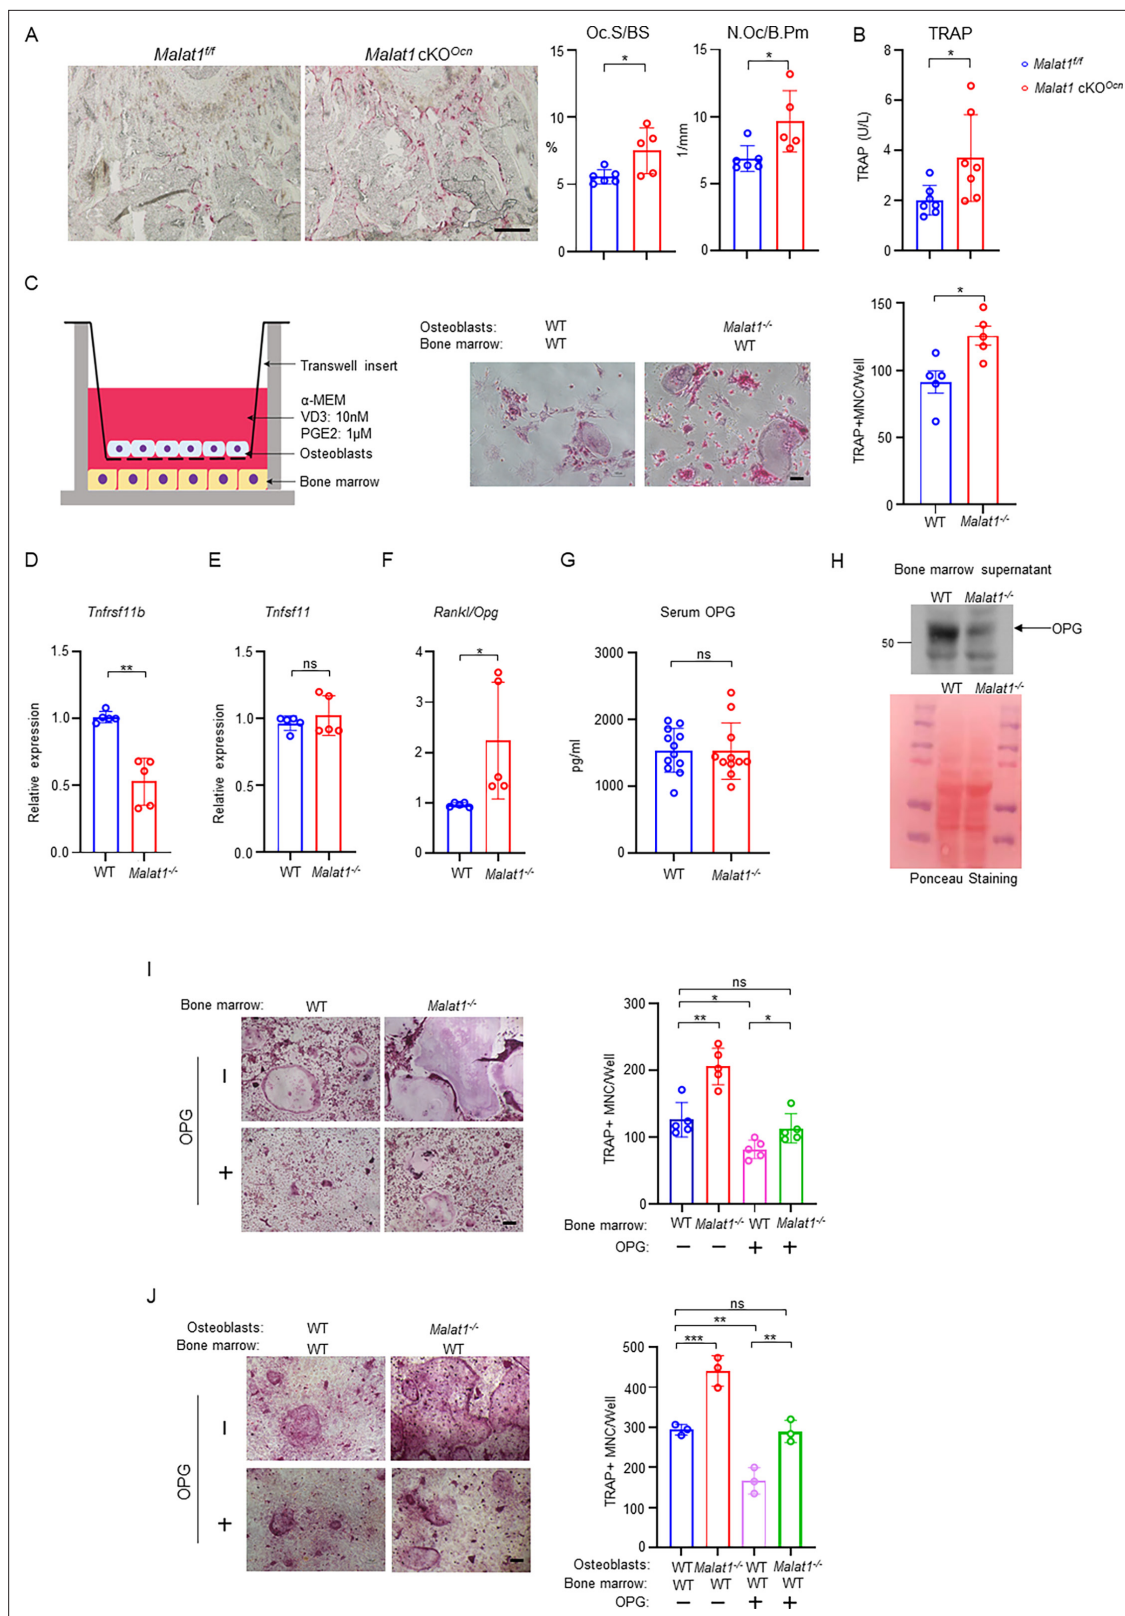 A
Malat1f/f
Malat1 cKOOcn
Oc.S/BS
*
15
10
%
5
0
N.Oc/B.Pm
*
15
10
1/mm
5
0
B
TRAP
*
8
6
TRAP (U/L)
4
2
0
Malat1f/f
Malat1 cKOOcn
C
Transwell insert
α-MEM
VD3: 10nM
PGE2: 1μM
Osteoblasts
Bone marrow
Osteoblasts: WT Malat1-/-
Bone marrow: WT WT
*
150
100
50
0
TRAP+MNC/Well
WT Malat1-/-
D
Tnfrsf11b
**
1.5
1.0
0.5
0.0
Relative expression
WT Malat1-/-
E
Tnfsf11
ns
1.5
1.0
0.5
0.0
Relative expression
WT Malat1-/-
F
Rankl/Opg
*
4
3
2
1
0
WT Malat1-/-
G
Serum OPG
ns
3000
2000
1000
0
pg/ml
WT Malat1-/-
H
Bone marrow supernatant
WT Malat1-/-
OPG
50
WT Malat1-/-
Ponceau Staining
I
Bone marrow: WT Malat1-/-
OPG
−
+
ns
*
** *
300
200
100
0
TRAP+ MNC/Well
Bone marrow: WT Malat1-/- WT Malat1-/-
OPG: − − + +
J
Osteoblasts: WT Malat1-/-
Bone marrow: WT WT
OPG
−
+
ns
**
*** **
500
400
300
200
100
0
TRAP+ MNC/Well
Osteoblasts: WT Malat1-/- WT Malat1-/-
Bone marrow: WT WT WT WT
OPG: − − + +